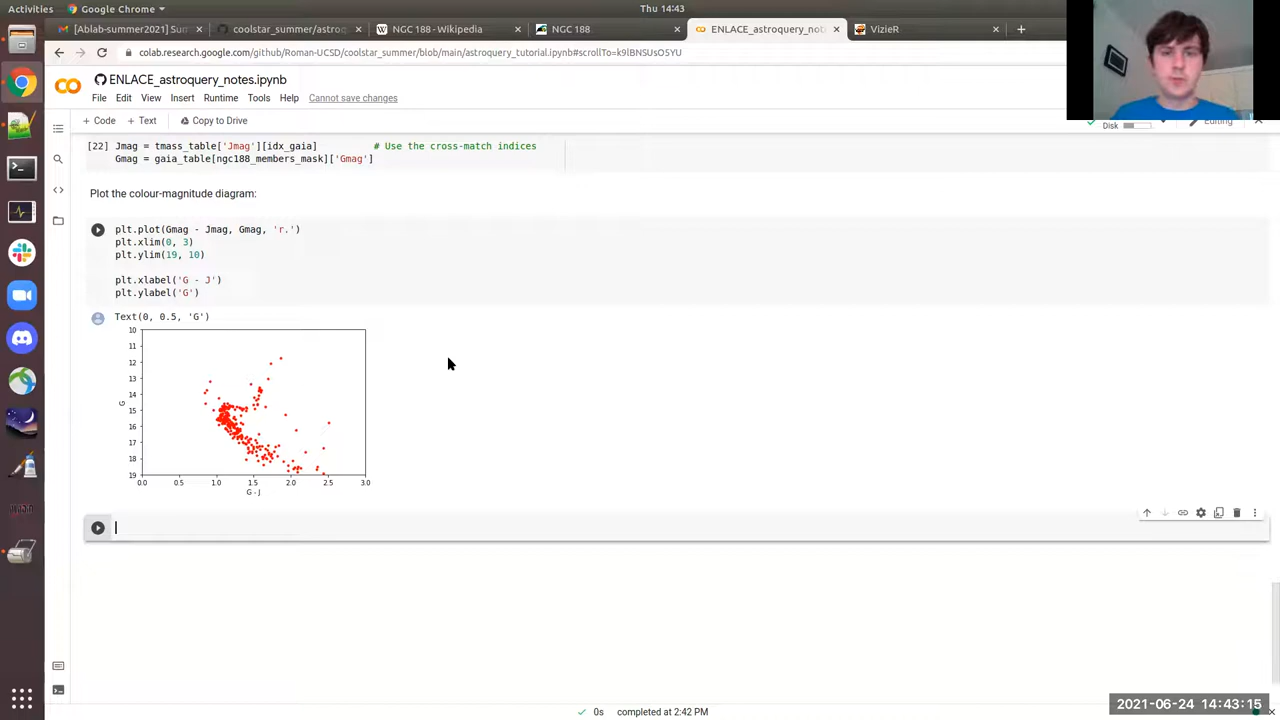 Activities
Google Chrome
Thu 14:43
[Ablab-summer2021] Su
coolstar_summer/astroq
NGC 188 - Wikipedia
NGC 188
ENLACE_astroquery_not
VizieR
colab.research.google.com/github/Roman-UCSD/coolstar_summer/blob/main/astroquery_tutorial.ipynb#scrollTo=k9lBNSUsO5YU
ENLACE_astroquery_notes.ipynb
File Edit View Insert Runtime Tools Help Cannot save changes
+ Code + Text Copy to Drive
Disk
Editing
[22] Jmag = tmass_table['Jmag'][idx_gaia] # Use the cross-match indices
Gmag = gaia_table[ngc188_members_mask]['Gmag']
Plot the colour-magnitude diagram:
plt.plot(Gmag - Jmag, Gmag, 'r.')
plt.xlim(0, 3)
plt.ylim(19, 10)
plt.xlabel('G - J')
plt.ylabel('G')
Text(0, 0.5, 'G')
10
11
12
13
14
15
16
17
18
19
G
0.0 0.5 1.0 1.5 2.0 2.5 3.0
G - J
0s completed at 2:42 PM
2021-06-24 14:43:15